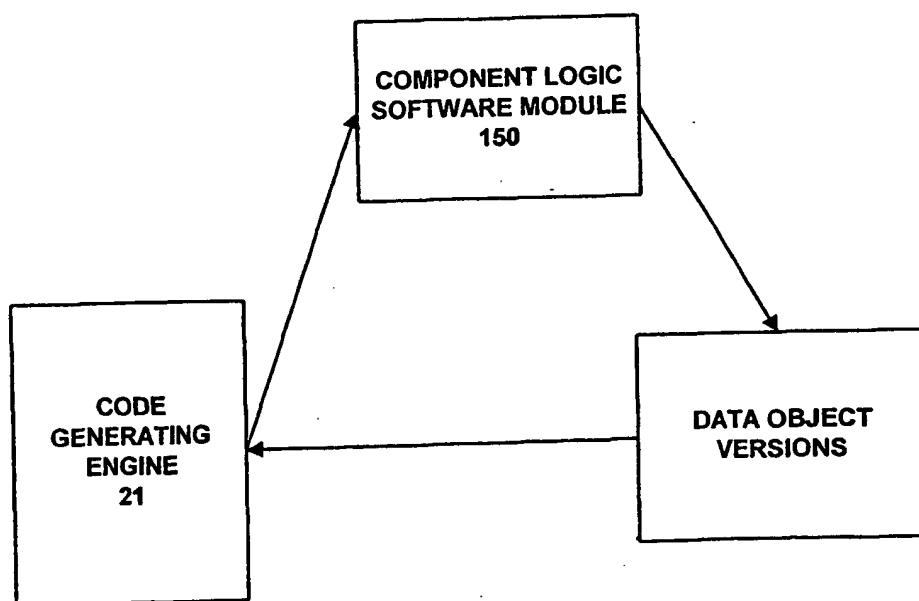 COMPONENT LOGIC
SOFTWARE MODULE
150
CODE
GENERATING
ENGINE
21
DATA OBJECT
VERSIONS